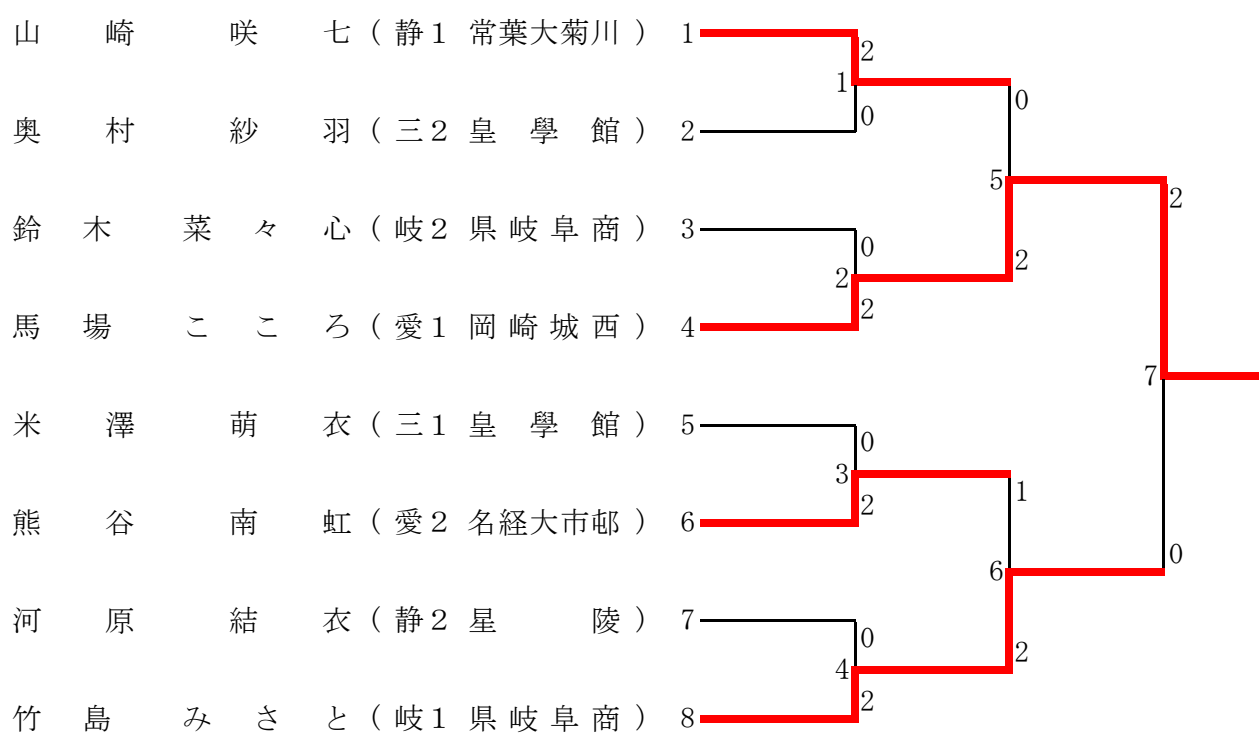 山崎咲七（静1 常葉大菊川） 1
2
1
0
0
奥村紗羽（三2 皇學館） 2
5
2
鈴木菜々心（岐2 県岐阜商） 3
0
2
2
2
馬場こころ（愛1 岡崎城西） 4
7
米澤萌衣（三1 皇學館） 5
0
3
1
2
熊谷南虹（愛2 名経大市邨） 6
0
6
河原結衣（静2 星陵） 7
0
2
4
2
竹島みさと（岐1 県岐阜商） 8